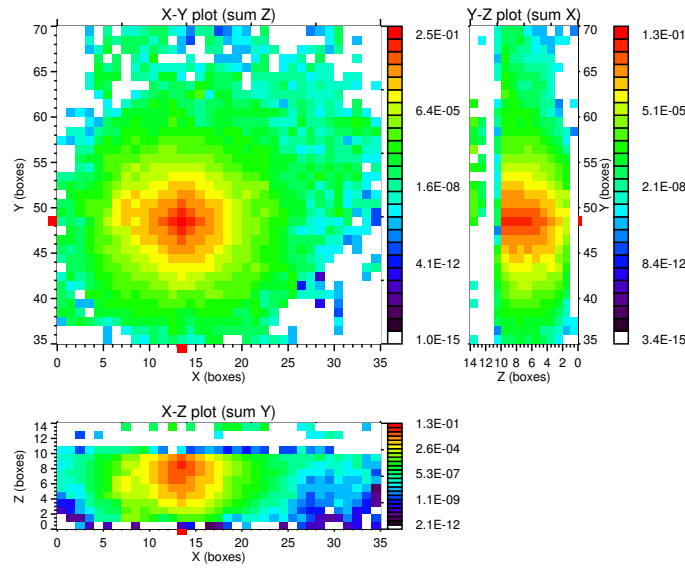 X-Y plot (sum Z)
70
65
60
55
50
45
40
35
Y (boxes)
0 5 10 15 20 25 30 35
X (boxes)
2.5E-01
6.4E-05
1.6E-08
4.1E-12
1.0E-15
Y-Z plot (sum X)
70
65
60
55
50
45
40
35
Y (boxes)
14 12 10 8 6 4 2 0
Z (boxes)
1.3E-01
5.1E-05
2.1E-08
8.4E-12
3.4E-15
X-Z plot (sum Y)
14
12
10
8
6
4
2
0
Z (boxes)
0 5 10 15 20 25 30 35
X (boxes)
1.3E-01
2.6E-04
5.3E-07
1.1E-09
2.1E-12